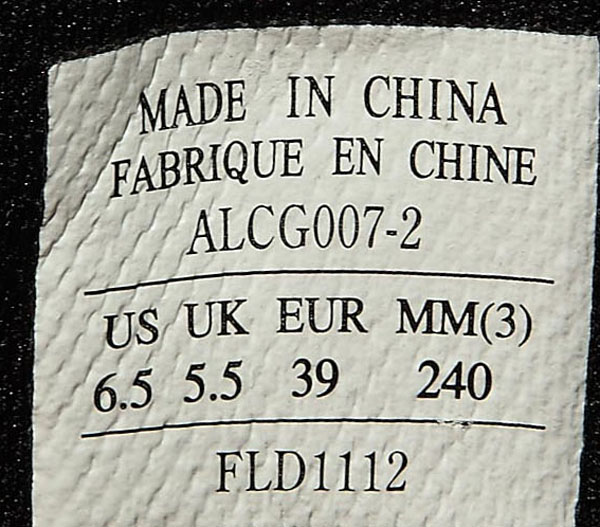 MADE IN CHINA
FABRIQUE EN CHINE
ALCG007-2
US UK EUR MM(3)
6.5 5.5 39 240
FLD1112